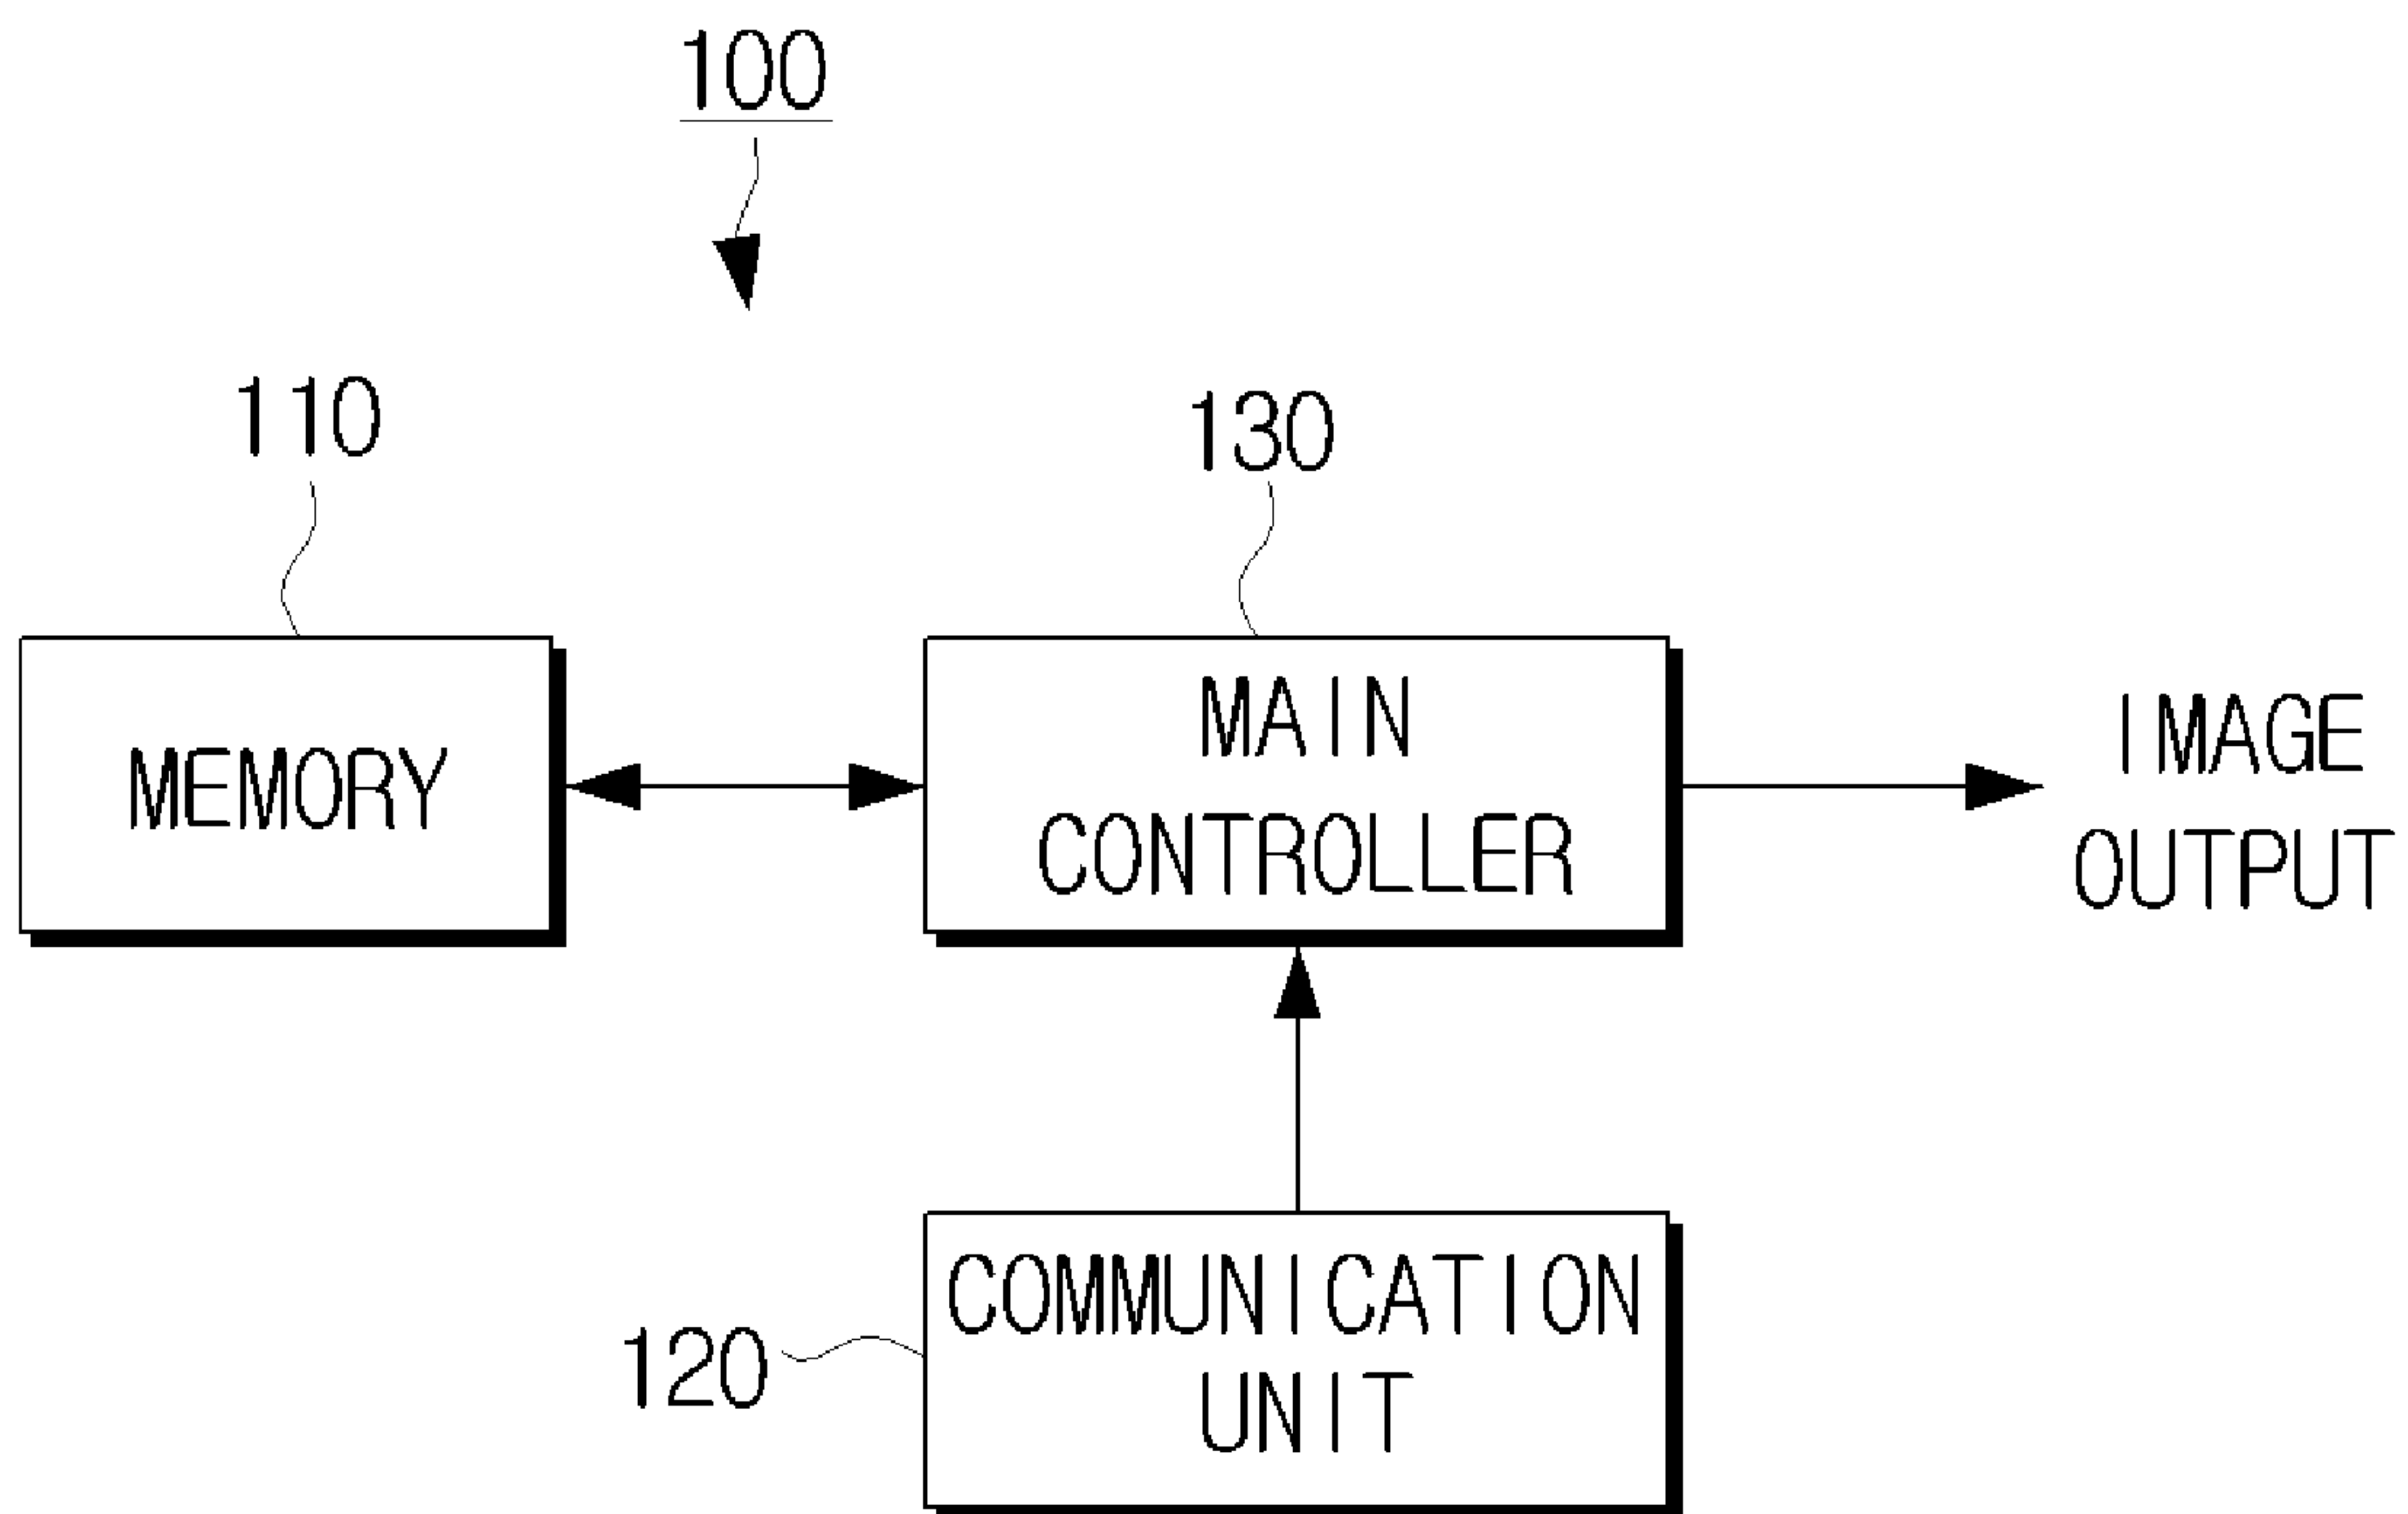 100
110
130
MEMORY
MAIN
CONTROLLER
IMAGE
OUTPUT
120
COMMUNICATION
UNIT